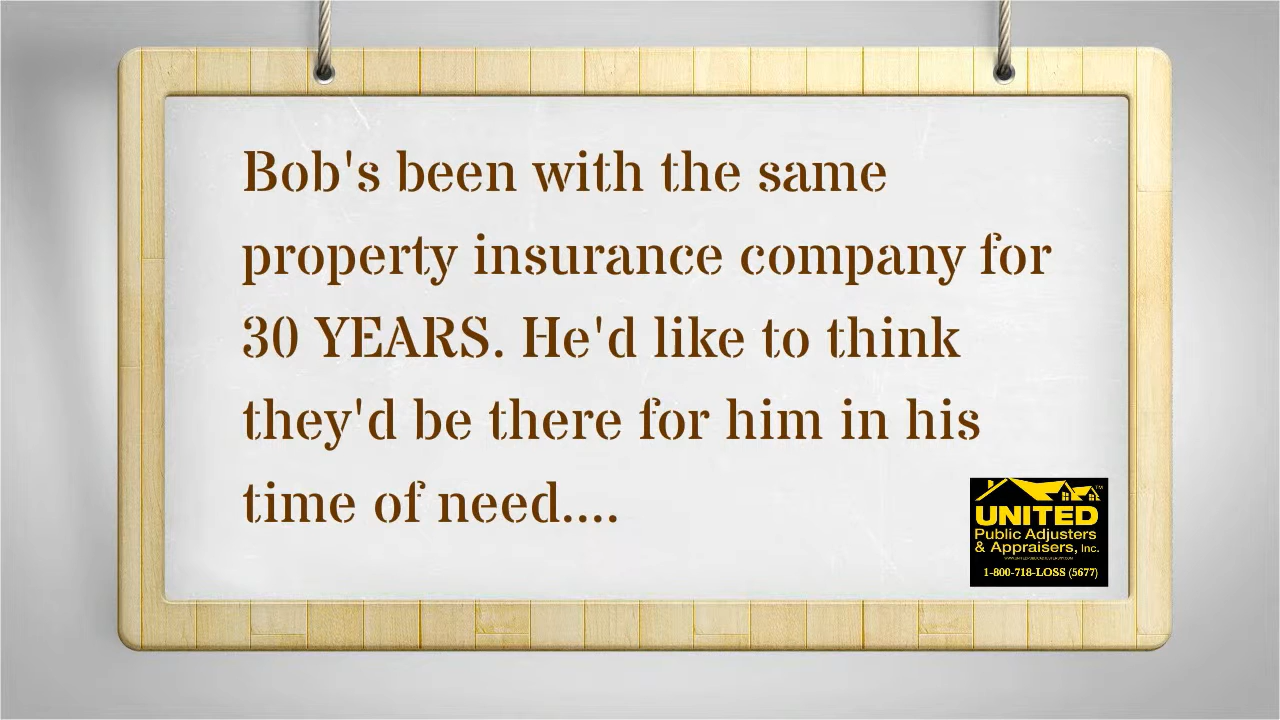 Bob's been with the same
property insurance company for
30 YEARS. He'd like to think
they'd be there for him in his
time of need....
UNITED
TM
Public Adjusters
& Appraisers, Inc.
1-800-718-LOSS (5677)